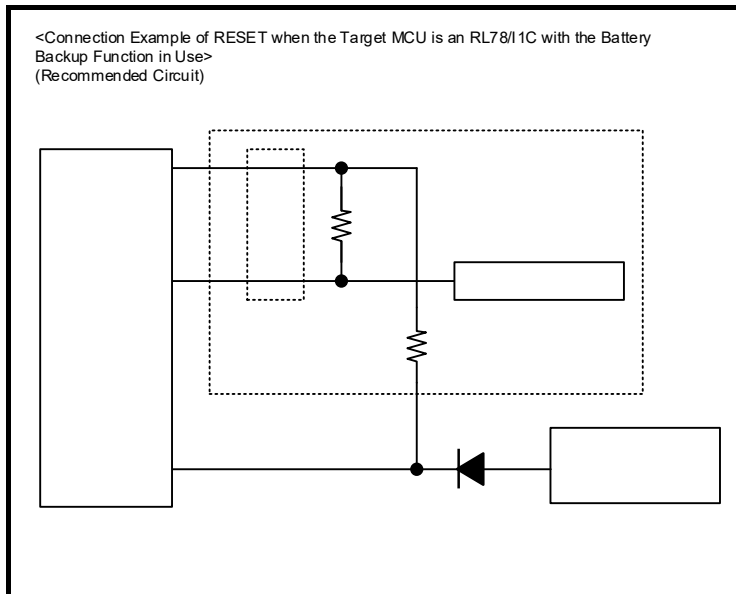 <Connection Example of RESET when the Target MCU is an RL78/I1C with the Battery
Backup Function in Use>
(Recommended Circuit)